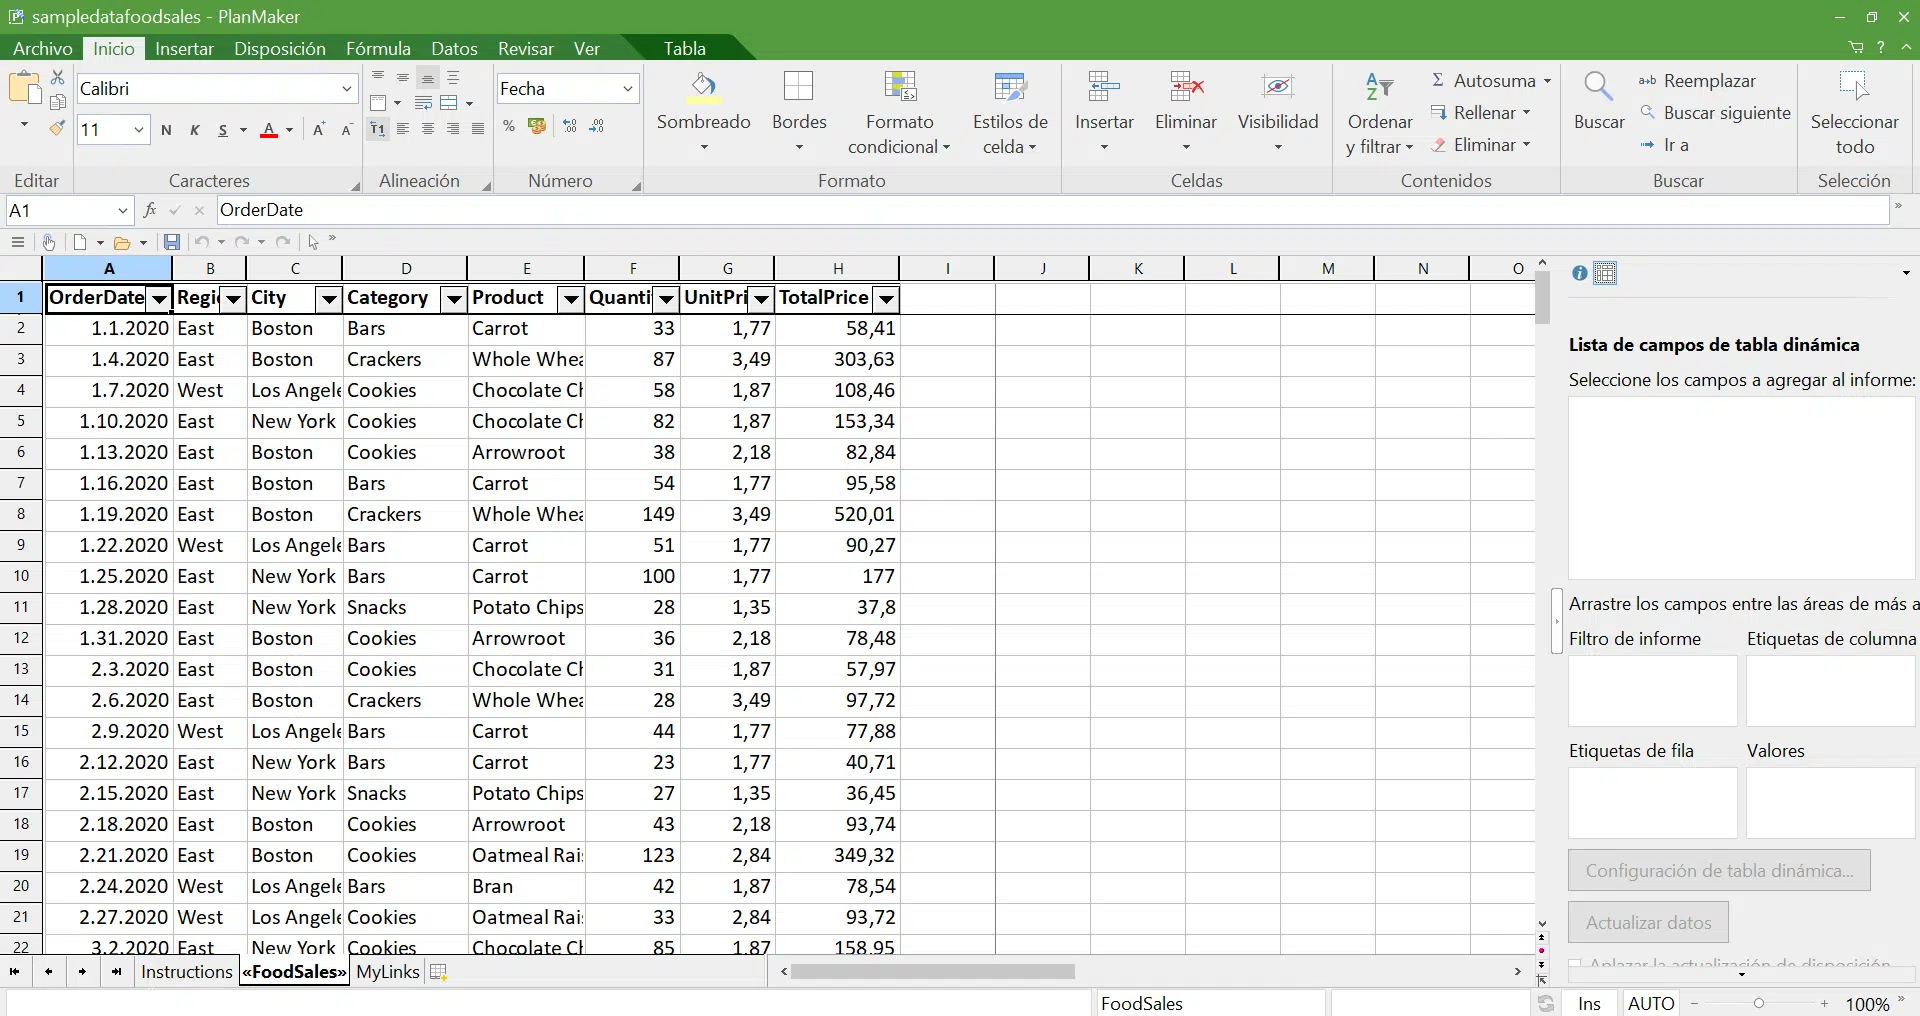 sampledatafoodsales - PlanMaker
Archivo Inicio Insertar Disposición Fórmula Datos Revisar Ver Tabla
Calibri
11
N K S A A A
T1
Fecha
%
Sombreado
Bordes
Formato condicional
Estilos de celda
Insertar
Eliminar
Visibilidad
Ordenar y filtrar
Σ Autosuma
Rellenar
Eliminar
Buscar
Reemplazar
Buscar siguiente
Ir a
Seleccionar todo
Editar Caracteres Alineación Número Formato Celdas Contenidos Buscar Selección
A1 fx OrderDate
A B C D E F G H I J K L M N O
1 OrderDate Regi City Category Product Quanti UnitPri TotalPrice
2 1.1.2020 East Boston Bars Carrot 33 1,77 58,41
3 1.4.2020 East Boston Crackers Whole Whea 87 3,49 303,63
4 1.7.2020 West Los Angele Cookies Chocolate Ch 58 1,87 108,46
5 1.10.2020 East New York Cookies Chocolate Ch 82 1,87 153,34
6 1.13.2020 East Boston Cookies Arrowroot 38 2,18 82,84
7 1.16.2020 East Boston Bars Carrot 54 1,77 95,58
8 1.19.2020 East Boston Crackers Whole Whea 149 3,49 520,01
9 1.22.2020 West Los Angele Bars Carrot 51 1,77 90,27
10 1.25.2020 East New York Bars Carrot 100 1,77 177
11 1.28.2020 East New York Snacks Potato Chips 28 1,35 37,8
12 1.31.2020 East Boston Cookies Arrowroot 36 2,18 78,48
13 2.3.2020 East Boston Cookies Chocolate Ch 31 1,87 57,97
14 2.6.2020 East Boston Crackers Whole Whea 28 3,49 97,72
15 2.9.2020 West Los Angele Bars Carrot 44 1,77 77,88
16 2.12.2020 East New York Bars Carrot 23 1,77 40,71
17 2.15.2020 East New York Snacks Potato Chips 27 1,35 36,45
18 2.18.2020 East Boston Cookies Arrowroot 43 2,18 93,74
19 2.21.2020 East Boston Cookies Oatmeal Rais 123 2,84 349,32
20 2.24.2020 West Los Angele Bars Bran 42 1,87 78,54
21 2.27.2020 West Los Angele Cookies Oatmeal Rais 33 2,84 93,72
22 3.2.2020 East New York Cookies Chocolate Ch 85 1,87 158,95
Lista de campos de tabla dinámica
Seleccione los campos a agregar al informe:
Arrastre los campos entre las áreas de más a
Filtro de informe Etiquetas de columna
Etiquetas de fila Valores
Configuración de tabla dinámica...
Actualizar datos
Aplazar la actualización de disposición
Instructions «FoodSales» MyLinks
FoodSales Ins AUTO 100%